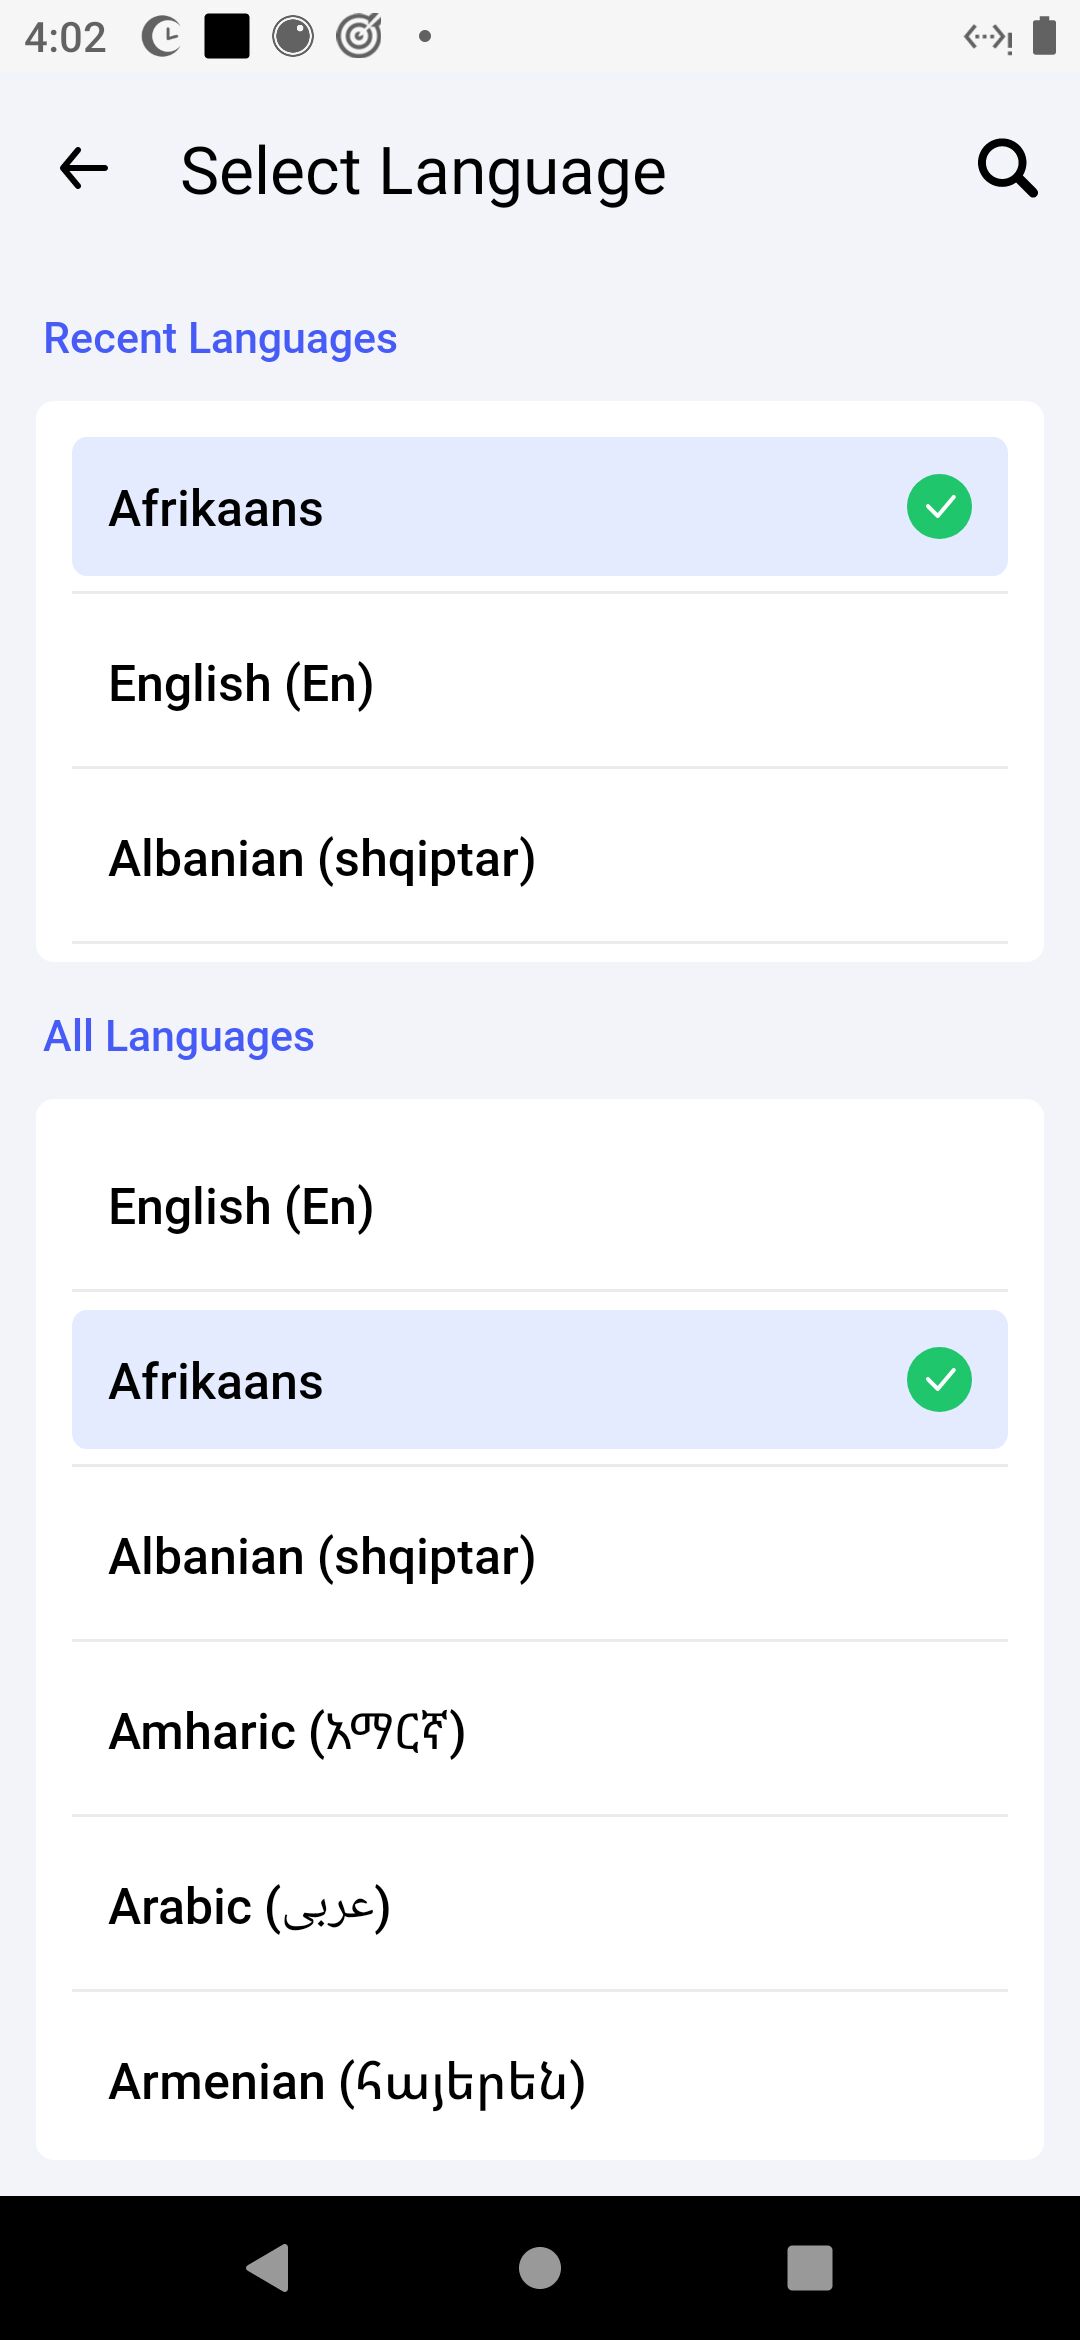 4:02
Select Language
Recent Languages
Afrikaans
English (En)
Albanian (shqiptar)
All Languages
English (En)
Afrikaans
Albanian (shqiptar)
Amharic (አማርኛ)
Arabic (عربى)
Armenian (հայերեն)